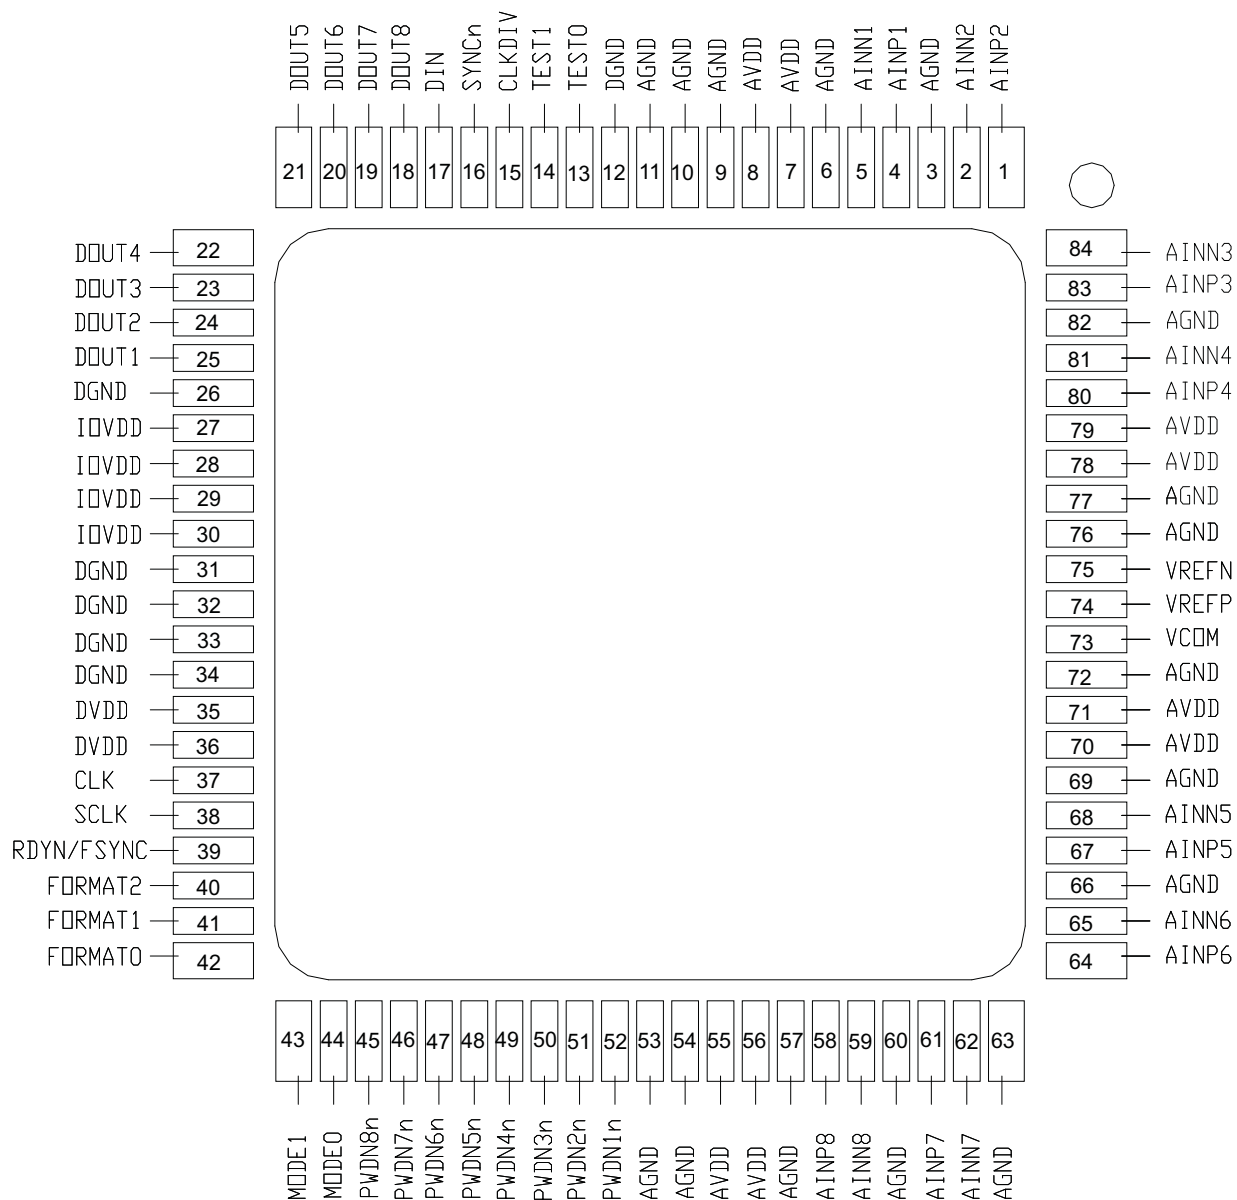 DOUT5 DOUT6 DOUT7 DOUT8 DIN SYNCn CLKDIV TEST1 TEST0 DGND AGND AGND AGND AVDD AVDD AGND AINN1 AINP1 AGND AINN2 AINP2
21 20 19 18 17 16 15 14 13 12 11 10 9 8 7 6 5 4 3 2 1
DOUT4 22 84 AINN3
DOUT3 23 83 AINP3
DOUT2 24 82 AGND
DOUT1 25 81 AINN4
DGND 26 80 AINP4
IOVDD 27 79 AVDD
IOVDD 28 78 AVDD
IOVDD 29 77 AGND
IOVDD 30 76 AGND
DGND 31 75 VREFN
DGND 32 74 VREFP
DGND 33 73 VCOM
DGND 34 72 AGND
DVDD 35 71 AVDD
DVDD 36 70 AVDD
CLK 37 69 AGND
SCLK 38 68 AINN5
RDYN/FSYNC 39 67 AINP5
FORMAT2 40 66 AGND
FORMAT1 41 65 AINN6
FORMAT0 42 64 AINP6
43 44 45 46 47 48 49 50 51 52 53 54 55 56 57 58 59 60 61 62 63
MODE1 MODE0 PWDN8n PWDN7n PWDN6n PWDN5n PWDN4n PWDN3n PWDN2n PWDN1n AGND AGND AVDD AVDD AGND AINP8 AINN8 AGND AINP7 AINN7 AGND